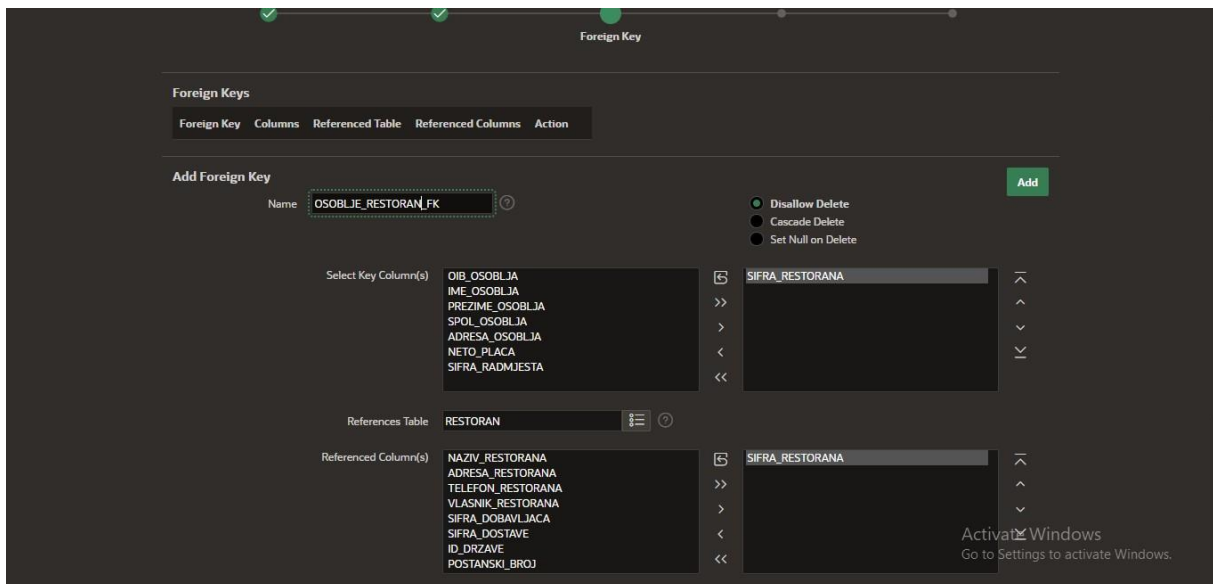 Foreign Key
Foreign Keys
Foreign Key Columns Referenced Table Referenced Columns Action
Add Foreign Key
Add
Name OSOBLJE_RESTORAN_FK
Disallow Delete
Cascade Delete
Set Null on Delete
Select Key Column(s)
OIB_OSOBLJA
IME_OSOBLJA
PREZIME_OSOBLJA
SPOL_OSOBLJA
ADRESA_OSOBLJA
NETO_PLACA
SIFRA_RADMJESTA
SIFRA_RESTORANA
References Table RESTORAN
Referenced Column(s)
NAZIV_RESTORANA
ADRESA_RESTORANA
TELEFON_RESTORANA
VLASNIK_RESTORANA
SIFRA_DOBAVLJACA
SIFRA_DOSTAVE
ID_DRZAVE
POSTANSKI_BROJ
SIFRA_RESTORANA
Activate Windows
Go to Settings to activate Windows.